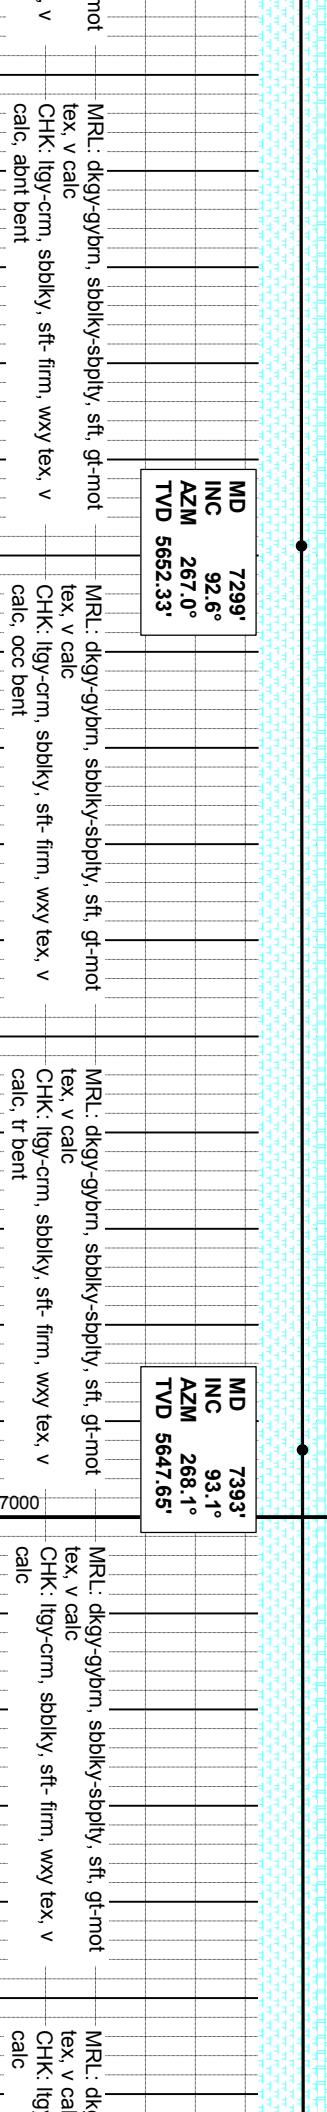 mot
, v
MRL: dkgy-gybrn, sbblky-sbplty, sft, gt-mot
tex, v calc
CHK: ltgy-crm, sbblky, sft- firm, wxy tex, v
calc, abnt bent
MD 7299'
INC 92.6°
AZM 267.0°
TVD 5652.33'
MRL: dkgy-gybrn, sbblky-sbplty, sft, gt-mot
tex, v calc
CHK: ltgy-crm, sbblky, sft- firm, wxy tex, v
calc, occ bent
MRL: dkgy-gybrn, sbblky-sbplty, sft, gt-mot
tex, v calc
CHK: ltgy-crm, sbblky, sft- firm, wxy tex, v
calc, tr bent
MD 7393'
INC 93.1°
AZM 268.1°
TVD 5647.65'
7000
MRL: dkgy-gybrn, sbblky-sbplty, sft, gt-mot
tex, v calc
CHK: ltgy-crm, sbblky, sft- firm, wxy tex, v
calc
MRL: dkg
tex, v cal
CHK: ltg
calc